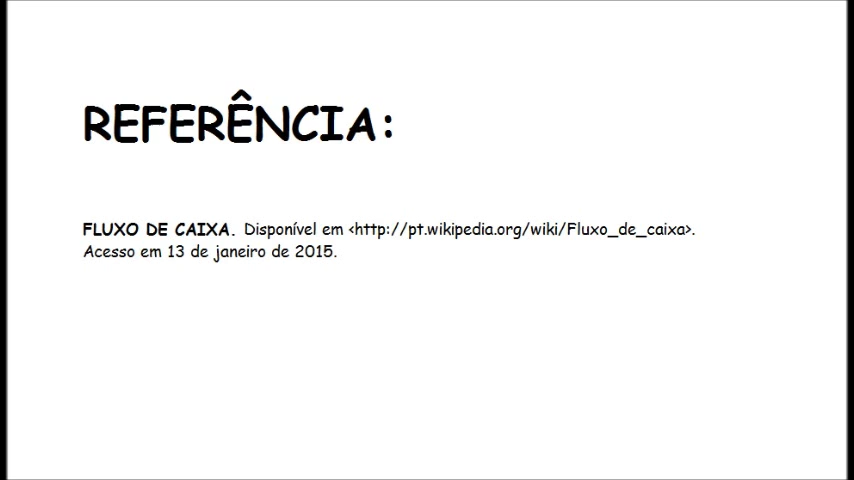 REFERÊNCIA:
FLUXO DE CAIXA. Disponível em <http://pt.wikipedia.org/wiki/Fluxo_de_caixa>.
Acesso em 13 de janeiro de 2015.